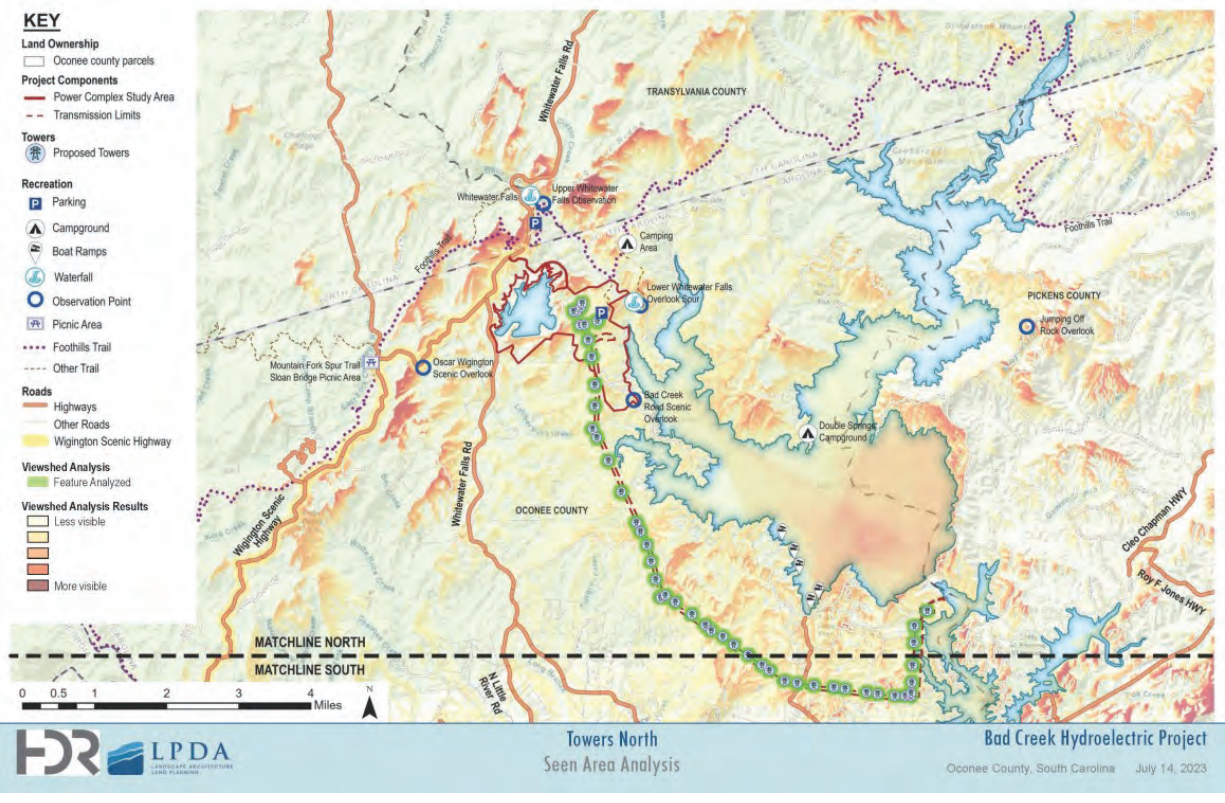 KEY
Land Ownership
Oconee county parcels
Project Components
Power Complex Study Area
Transmission Limits
Towers
Proposed Towers
Recreation
P
Parking
Campground
Boat Ramps
Waterfall
Observation Point
Picnic Area
Foothills Trail
Other Trail
Roads
Highways
Other Roads
Wigington Scenic Highway
Viewshed Analysis
Feature Analyzed
Viewshed Analysis Results
Less visible
More visible
TRANSYLVANIA COUNTY
Whitewater Falls Rd
Whitewater Falls
Upper Whitewater
Falls Observation
P
Foothills Trail
Camping
Area
NORTH CAROLINA
Foothills Trail
Lower Whitewater Falls
Overlook Spur
P
PICKENS COUNTY
Jumping Off
Rock Overlook
Mountain Fork Spur Trail
Sloan Bridge Picnic Area
Oscar Wigington
Scenic Overlook
Bad Creek
Road Scenic
Overlook
Double Springs
Campground
Whitewater Falls Rd
OCONEE COUNTY
Wigington Scenic
Highway
Cleo Chapman HWY
Roy F Jones HWY
MATCHLINE NORTH
MATCHLINE SOUTH
N Little
River Rd
0 0.5 1 2 3 4
Miles
N
HDR
LPDA
LANDSCAPE ARCHITECTURE
LAND PLANNING
Towers North
Seen Area Analysis
Bad Creek Hydroelectric Project
Oconee County, South Carolina July 14, 2023